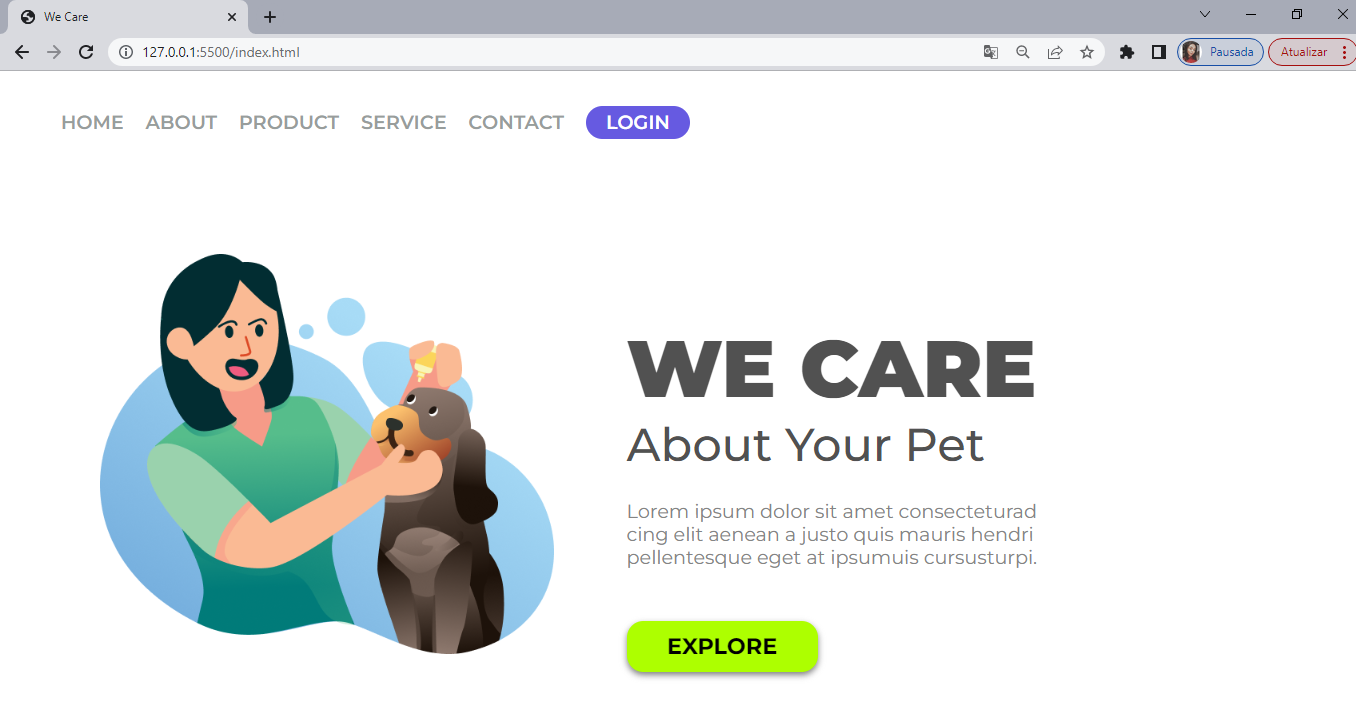 We Care
127.0.0.1:5500/index.html
Pausada
Atualizar
HOME ABOUT PRODUCT SERVICE CONTACT LOGIN
WE CARE
About Your Pet
Lorem ipsum dolor sit amet consecteturad
cing elit aenean a justo quis mauris hendri
pellentesque eget at ipsumuis cursusturpi.
EXPLORE